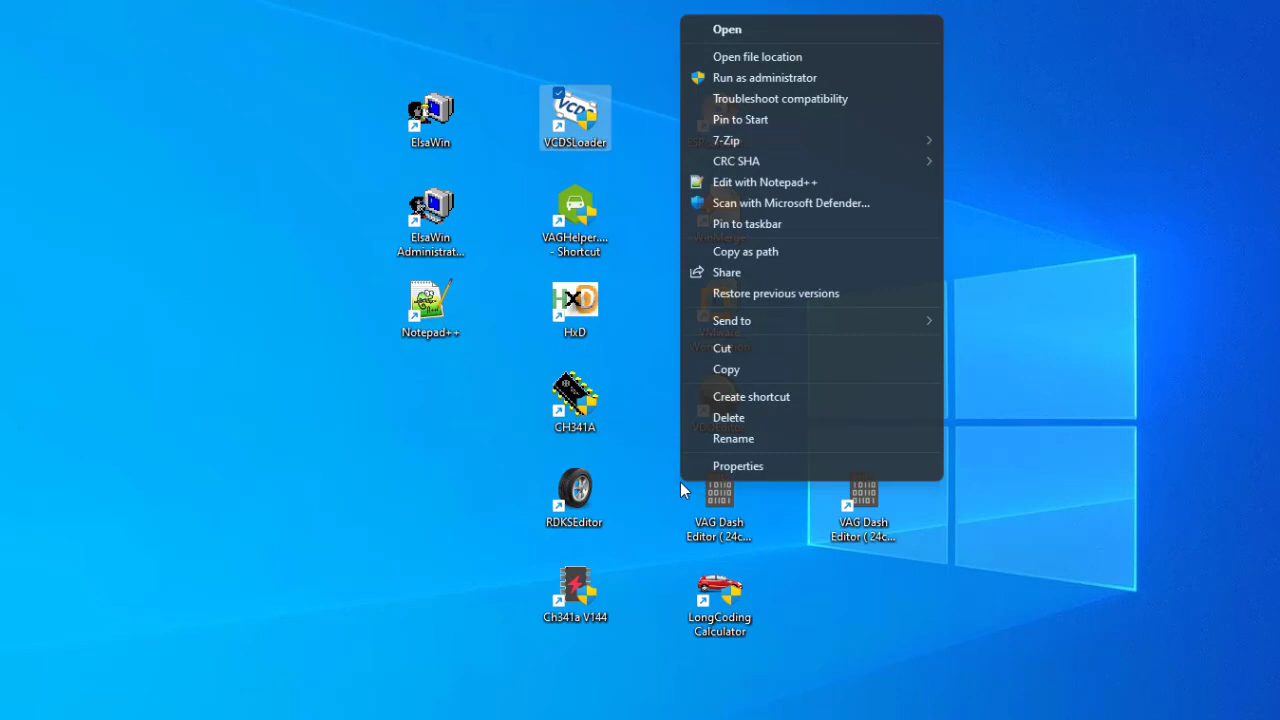 Open
Open file location
Run as administrator
Troubleshoot compatibility
Pin to Start
7-Zip
CRC SHA
Edit with Notepad++
Scan with Microsoft Defender...
Pin to taskbar
Copy as path
Share
Restore previous versions
Send to
Cut
Copy
Create shortcut
Delete
Rename
Properties
ElsaWin
VCDS
VCDSLoader
ElsaWin
Administrat...
VAGHelper....
- Shortcut
Notepad++
HxD
HxD
CH341A
RDKSEditor
VAG Dash
Editor ( 24c...
VAG Dash
Editor ( 24c...
Ch341a V144
LongCoding
Calculator